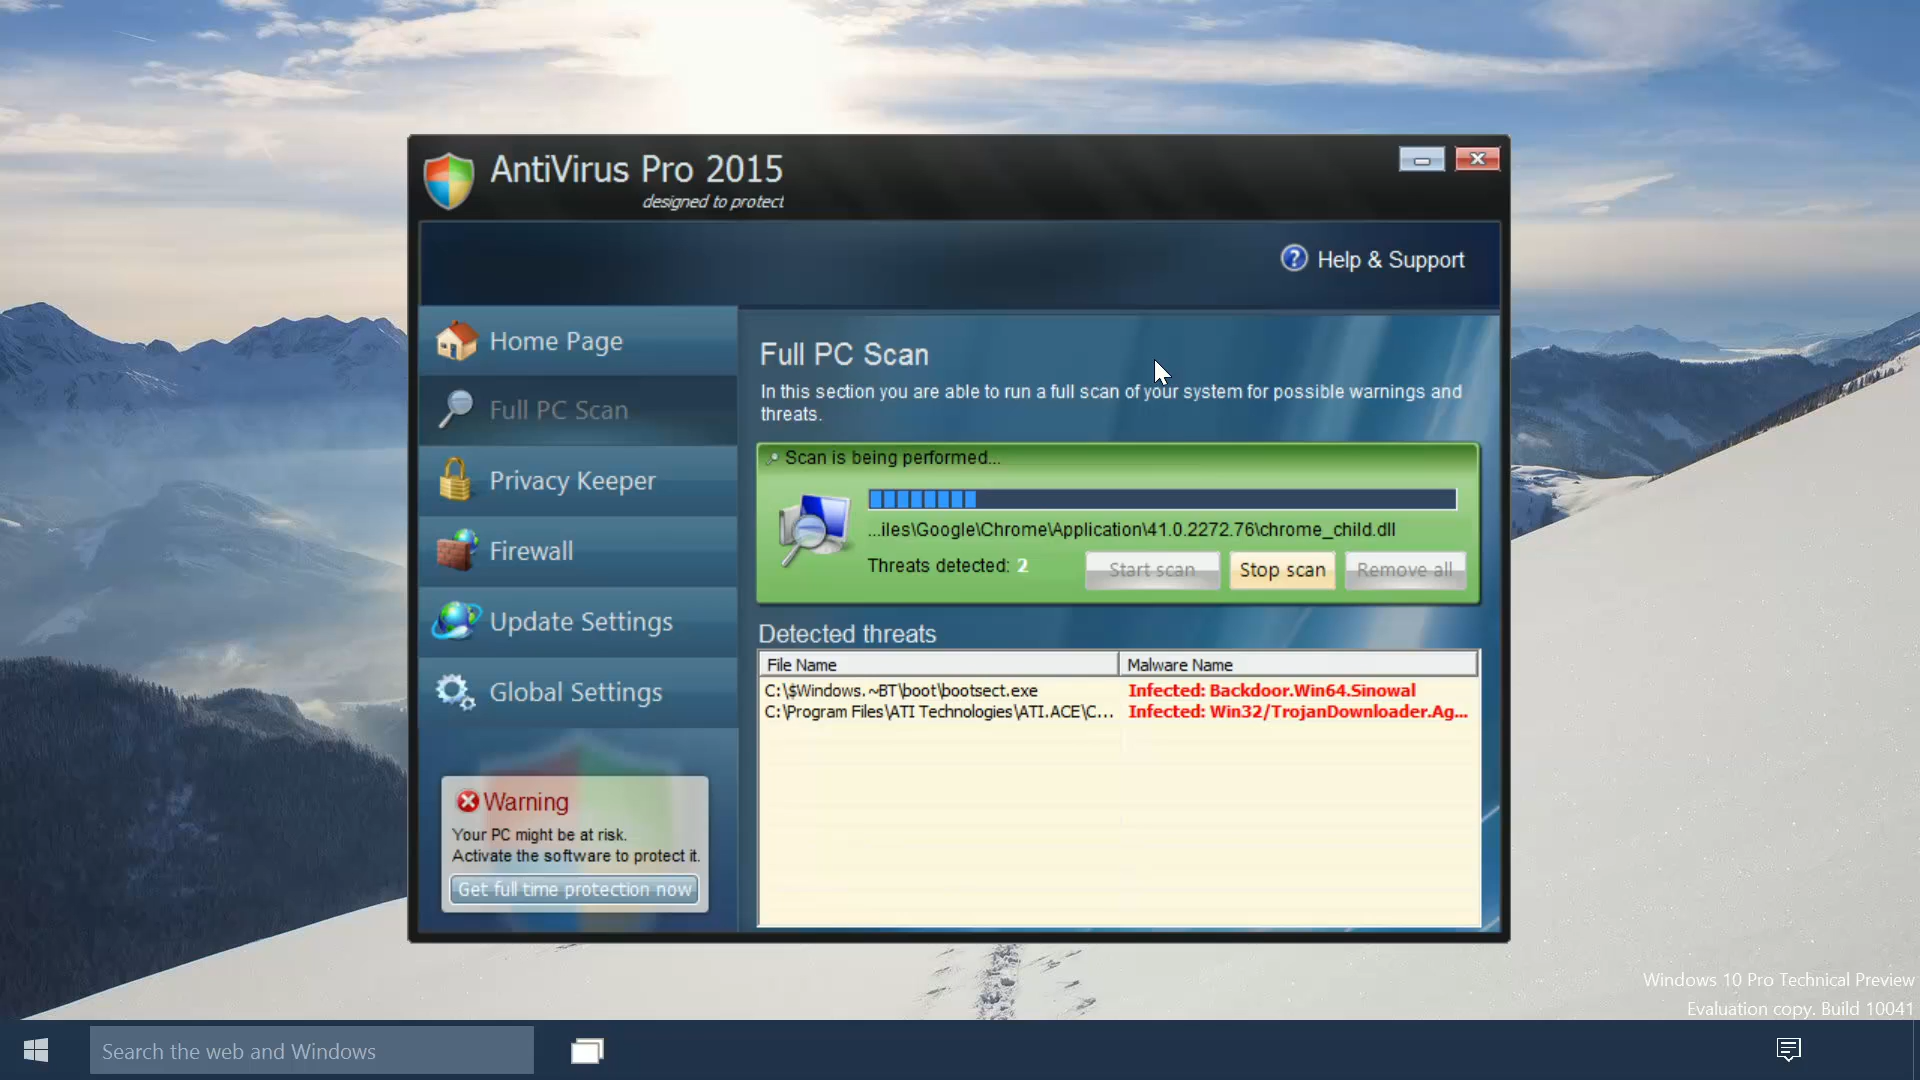 AntiVirus Pro 2015
designed to protect
Help & Support
Home Page
Full PC Scan
Privacy Keeper
Firewall
Update Settings
Global Settings
Warning
Your PC might be at risk.
Activate the software to protect it.
Get full time protection now
Full PC Scan
In this section you are able to run a full scan of your system for possible warnings and
threats.
Scan is being performed...
...iles\Google\Chrome\Application\41.0.2272.76\chrome_child.dll
Threats detected: 2
Start scan
Stop scan
Remove all
Detected threats
File Name Malware Name
C:\$Windows.~BT\boot\bootsect.exe Infected: Backdoor.Win64.Sinowal
C:\Program Files\ATI Technologies\ATI.ACE\C... Infected: Win32/TrojanDownloader.Ag...
Windows 10 Pro Technical Preview
Evaluation copy. Build 10041
Search the web and Windows